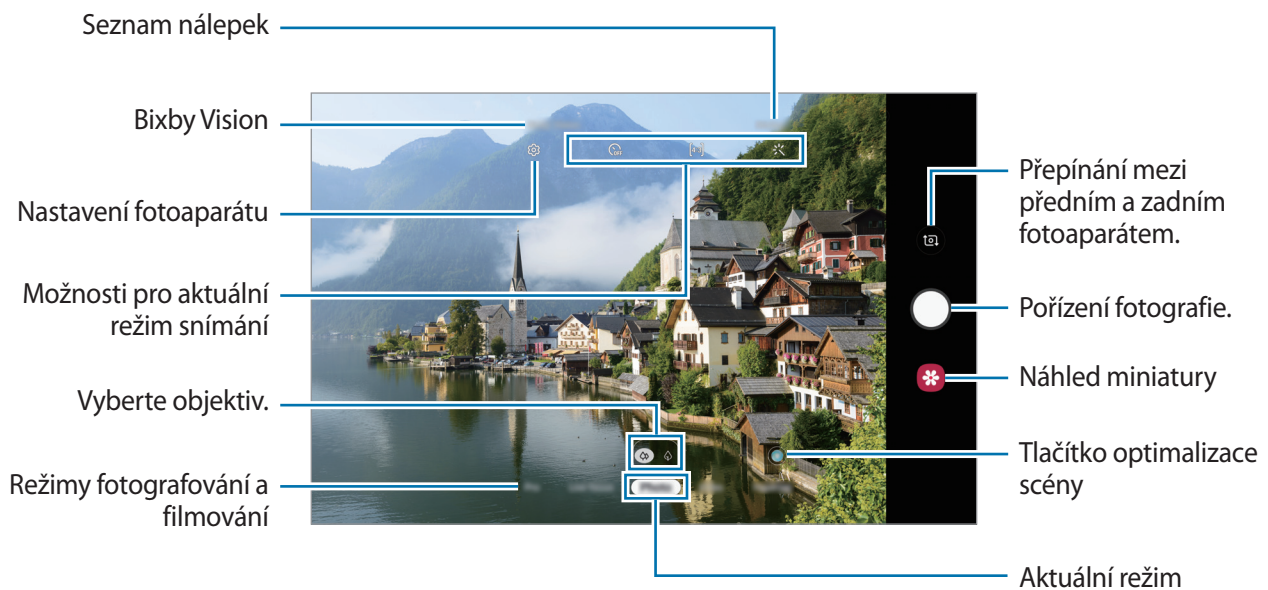 Seznam nálepek
Bixby Vision
Nastavení fotoaparátu
Možnosti pro aktuální
režim snímání
Vyberte objektiv.
Režimy fotografování a
filmování
Přepínání mezi
předním a zadním
fotoaparátem.
Pořízení fotografie.
Náhled miniatury
Tlačítko optimalizace
scény
Aktuální režim